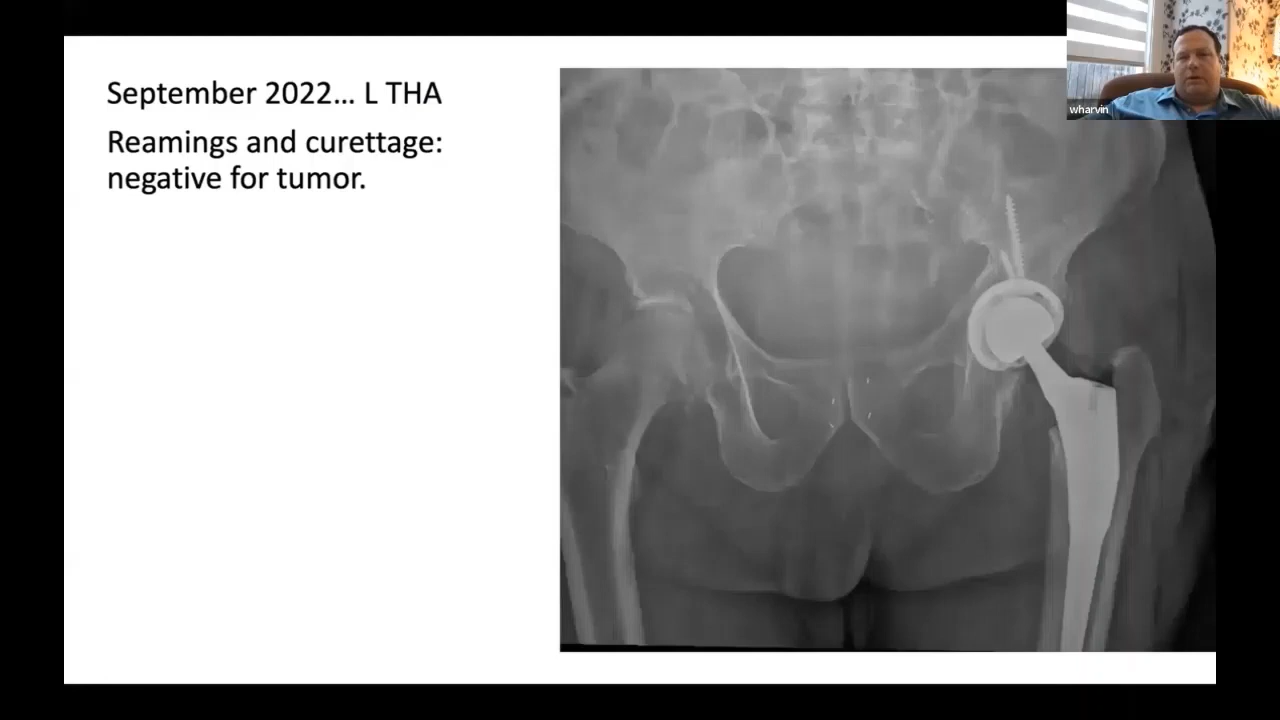 September 2022... L THA
Reamings and curettage:
negative for tumor.
wharvin